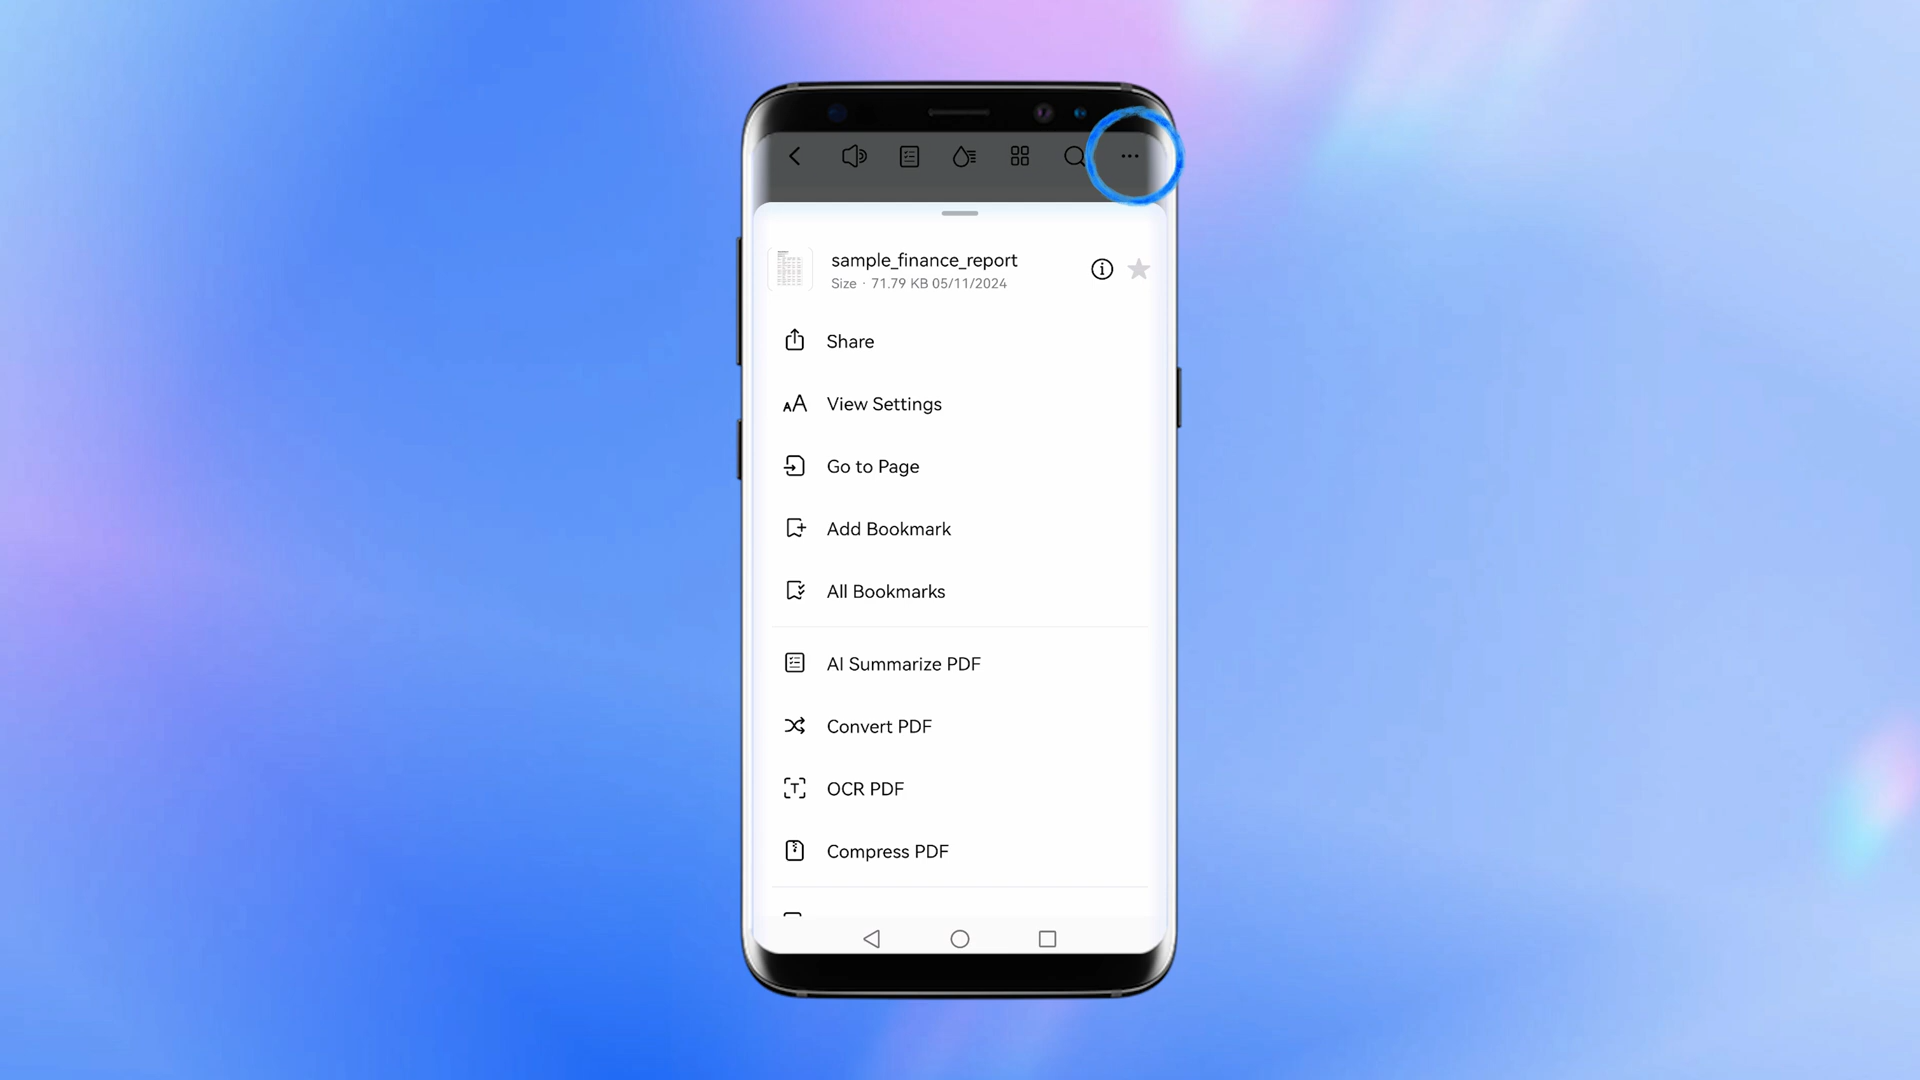 sample_finance_report
Size · 71.79 KB 05/11/2024
Share
View Settings
Go to Page
Add Bookmark
All Bookmarks
AI Summarize PDF
Convert PDF
OCR PDF
Compress PDF